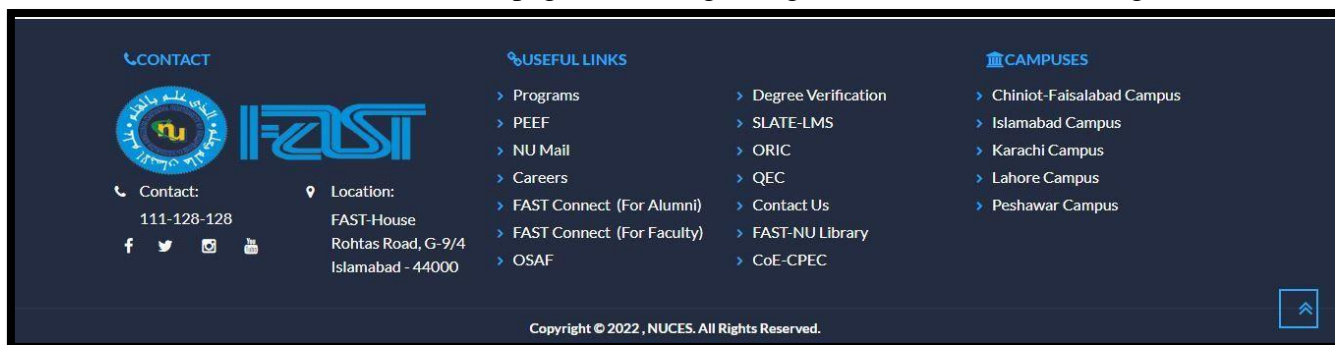 CONTACT
FAST
nu
Contact:
111-128-128
Location:
FAST-House
Rohtas Road, G-9/4
Islamabad - 44000
USEFUL LINKS
Programs
PEEF
NU Mail
Careers
FAST Connect (For Alumni)
FAST Connect (For Faculty)
OSAF
Degree Verification
SLATE-LMS
ORIC
QEC
Contact Us
FAST-NU Library
CoE-CPEC
CAMPUSES
Chiniot-Faisalabad Campus
Islamabad Campus
Karachi Campus
Lahore Campus
Peshawar Campus
Copyright © 2022 , NUCES. All Rights Reserved.